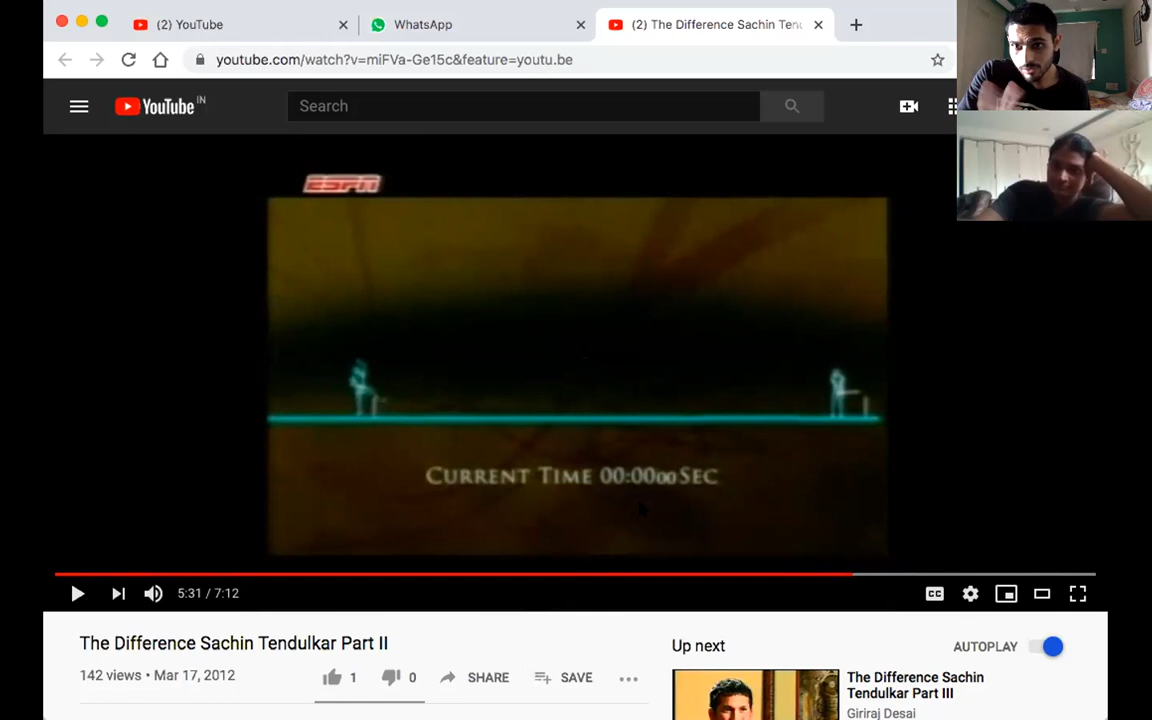 (2) YouTube
WhatsApp
(2) The Difference Sachin Tend
youtube.com/watch?v=miFVa-Ge15c&feature=youtu.be
YouTube IN
Search
ESPN
CURRENT TIME 00:0000 SEC
5:31 / 7:12
CC
The Difference Sachin Tendulkar Part II
142 views • Mar 17, 2012
1
0
SHARE
SAVE
Up next
AUTOPLAY
The Difference Sachin
Tendulkar Part III
Giriraj Desai